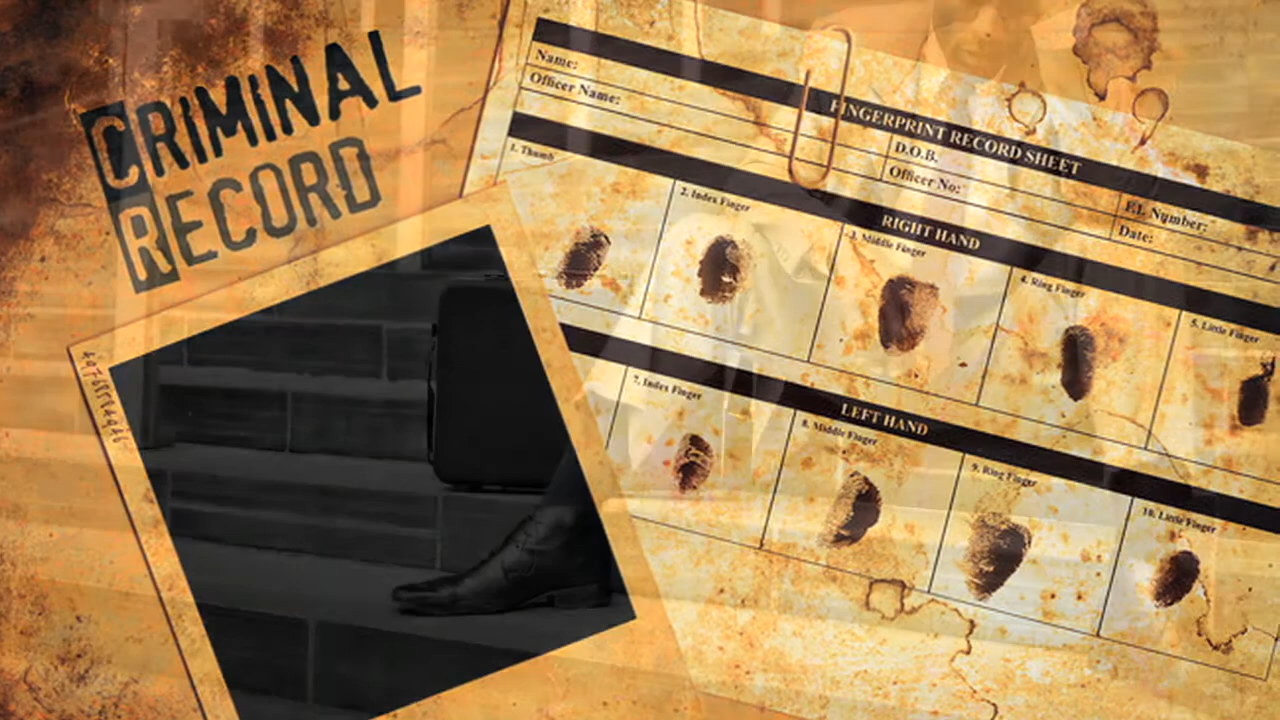 CRIMINAL
RECORD
FINGERPRINT RECORD SHEET
Name:
D.O.B.
F.I. Number:
Officer Name:
Officer No:
Date:
RIGHT HAND
1. Thumb
2. Index Finger
3. Middle Finger
4. Ring Finger
5. Little Finger
LEFT HAND
7. Index Finger
8. Middle Finger
9. Ring Finger
10. Little Finger